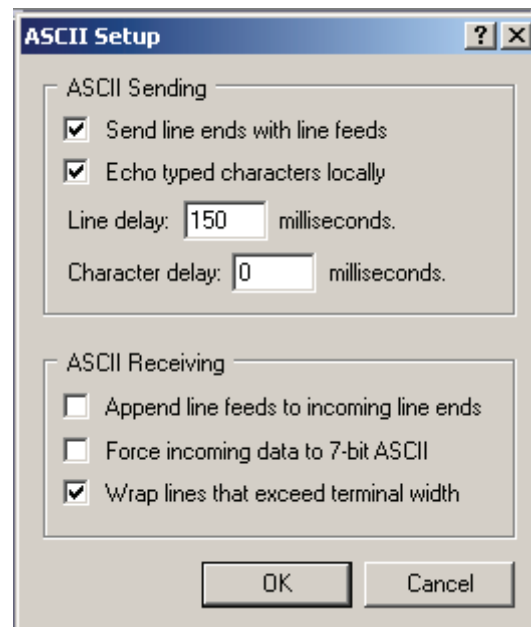 ASCII Setup
ASCII Sending
Send line ends with line feeds
Echo typed characters locally
Line delay: 150 milliseconds.
Character delay: 0 milliseconds.
ASCII Receiving
Append line feeds to incoming line ends
Force incoming data to 7-bit ASCII
Wrap lines that exceed terminal width
OK Cancel